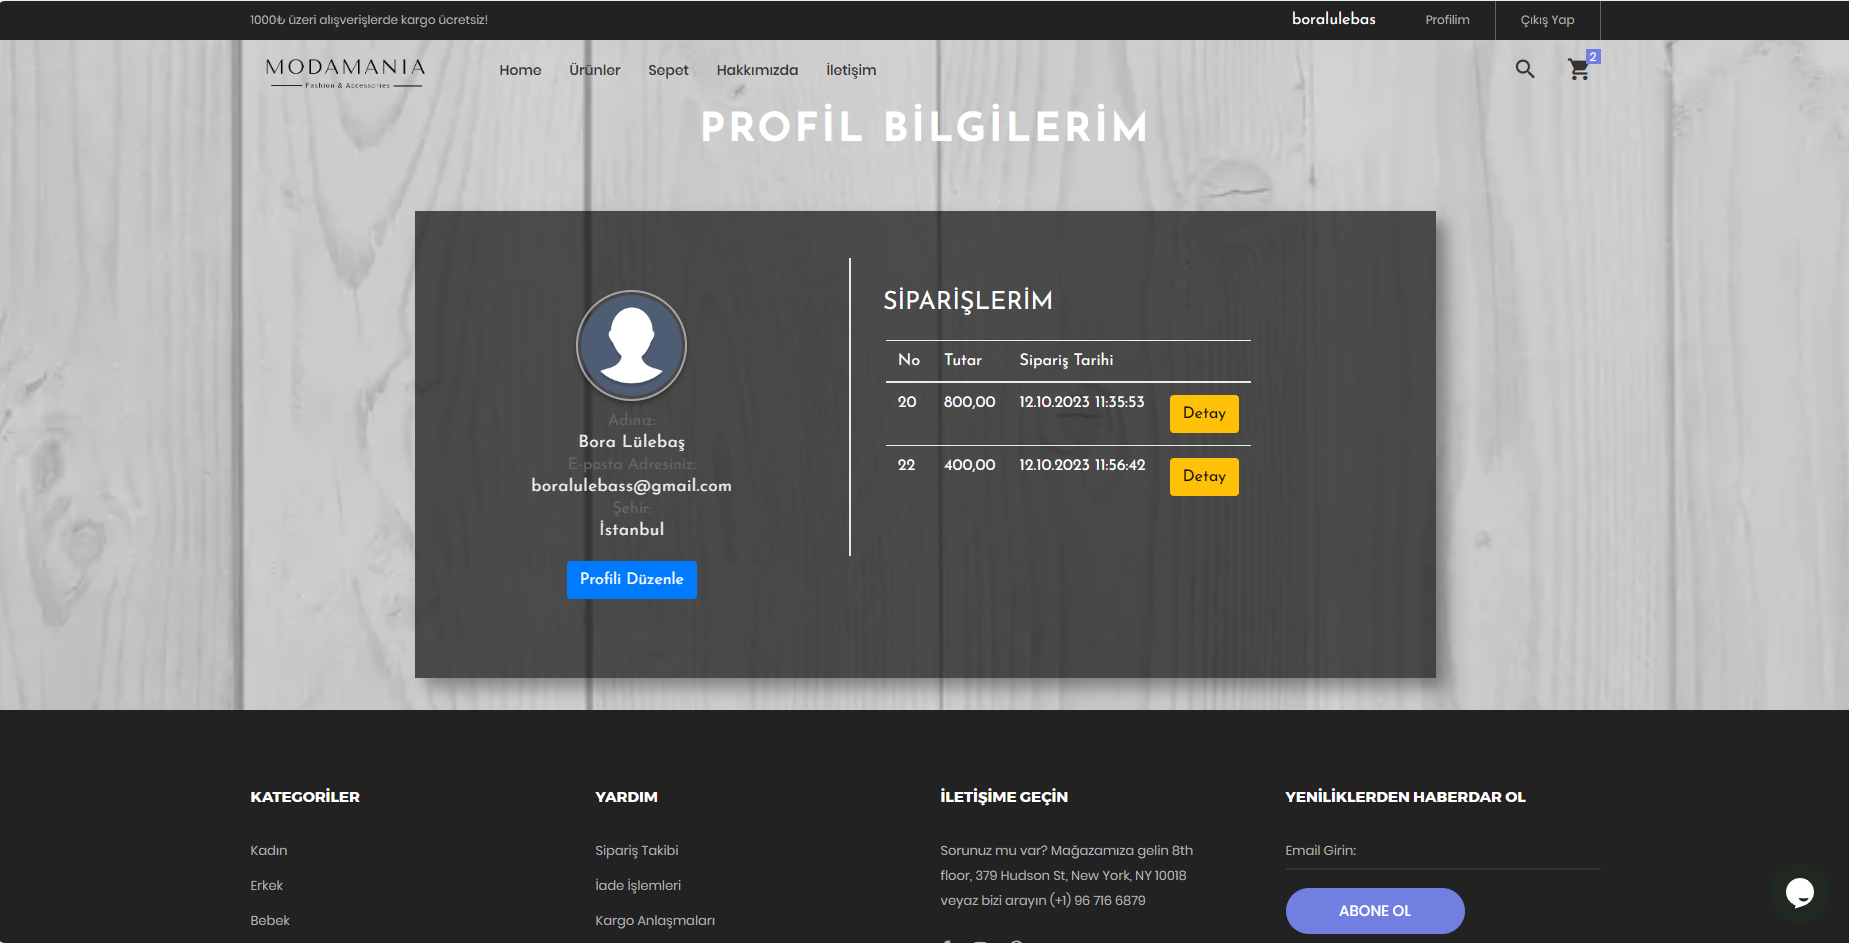 1000₺ üzeri alışverişlerde kargo ücretsiz!
boralulebas
Profilim
Çıkış Yap
MODAMANIA
Fashion & Accessories
Home
Ürünler
Sepet
Hakkımızda
İletişim
2
PROFİL BİLGİLERİM
Adınız:
Bora Lülebaş
E-posta Adresiniz:
boralulebass@gmail.com
Şehir:
İstanbul
Profili Düzenle
SİPARİŞLERİM
No Tutar Sipariş Tarihi
20 800,00 12.10.2023 11:35:53 Detay
22 400,00 12.10.2023 11:56:42 Detay
KATEGORİLER
Kadın
Erkek
Bebek
YARDIM
Sipariş Takibi
İade İşlemleri
Kargo Anlaşmaları
İLETİŞİME GEÇİN
Sorunuz mu var? Mağazamıza gelin 8th
floor, 379 Hudson St, New York, NY 10018
veyaz bizi arayın (+1) 96 716 6879
YENİLİKLERDEN HABERDAR OL
Email Girin:
ABONE OL